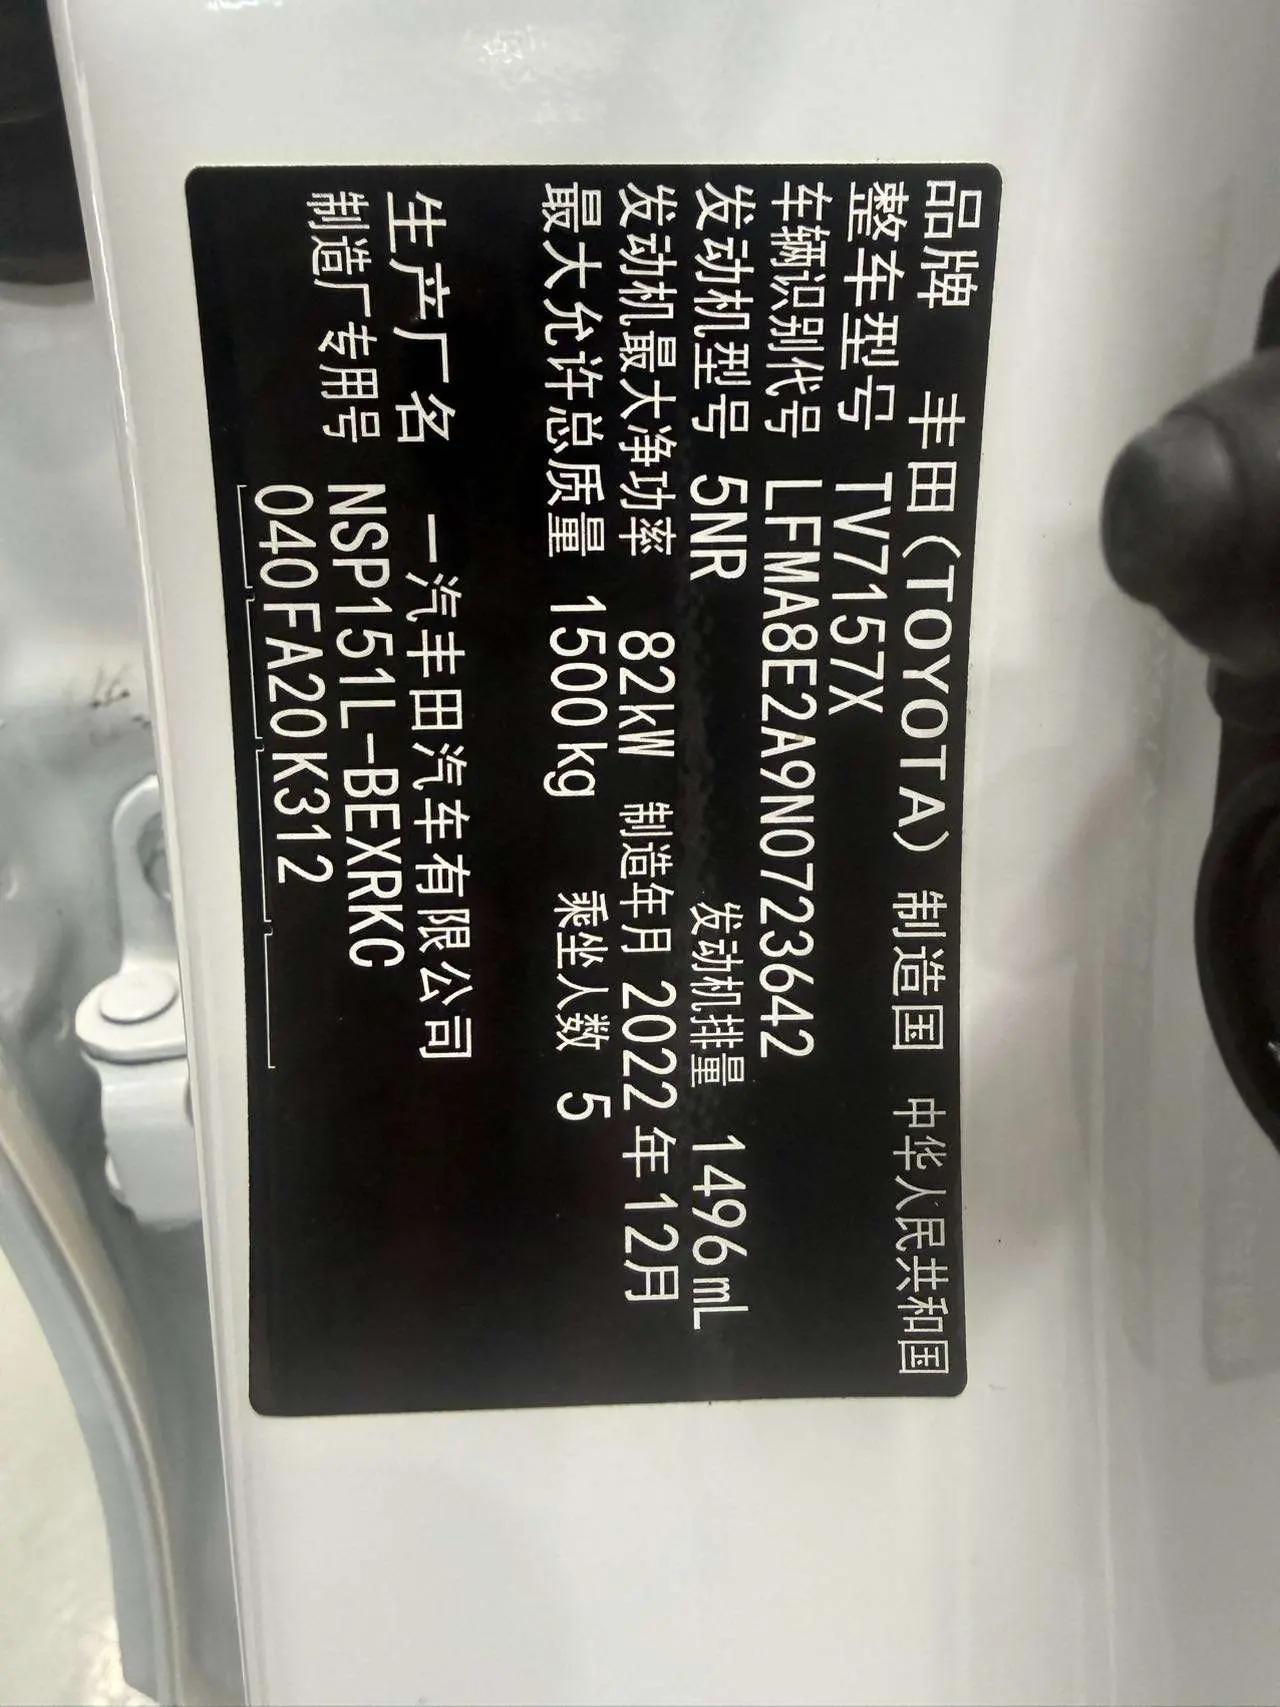 品牌 丰田(TOYOTA) 制造国 中华人民共和国
整车型号 TV7157X
车辆识别代号 LFMA8E2A9N0723642
发动机型号 5NR 发动机排量 1496mL
发动机最大净功率 82kW 制造年月 2022年12月
最大允许总质量 1500kg 乘坐人数 5
生产厂名 一汽丰田汽车有限公司
制造厂专用号 NSP151L-BEXRKC
040FA20K312